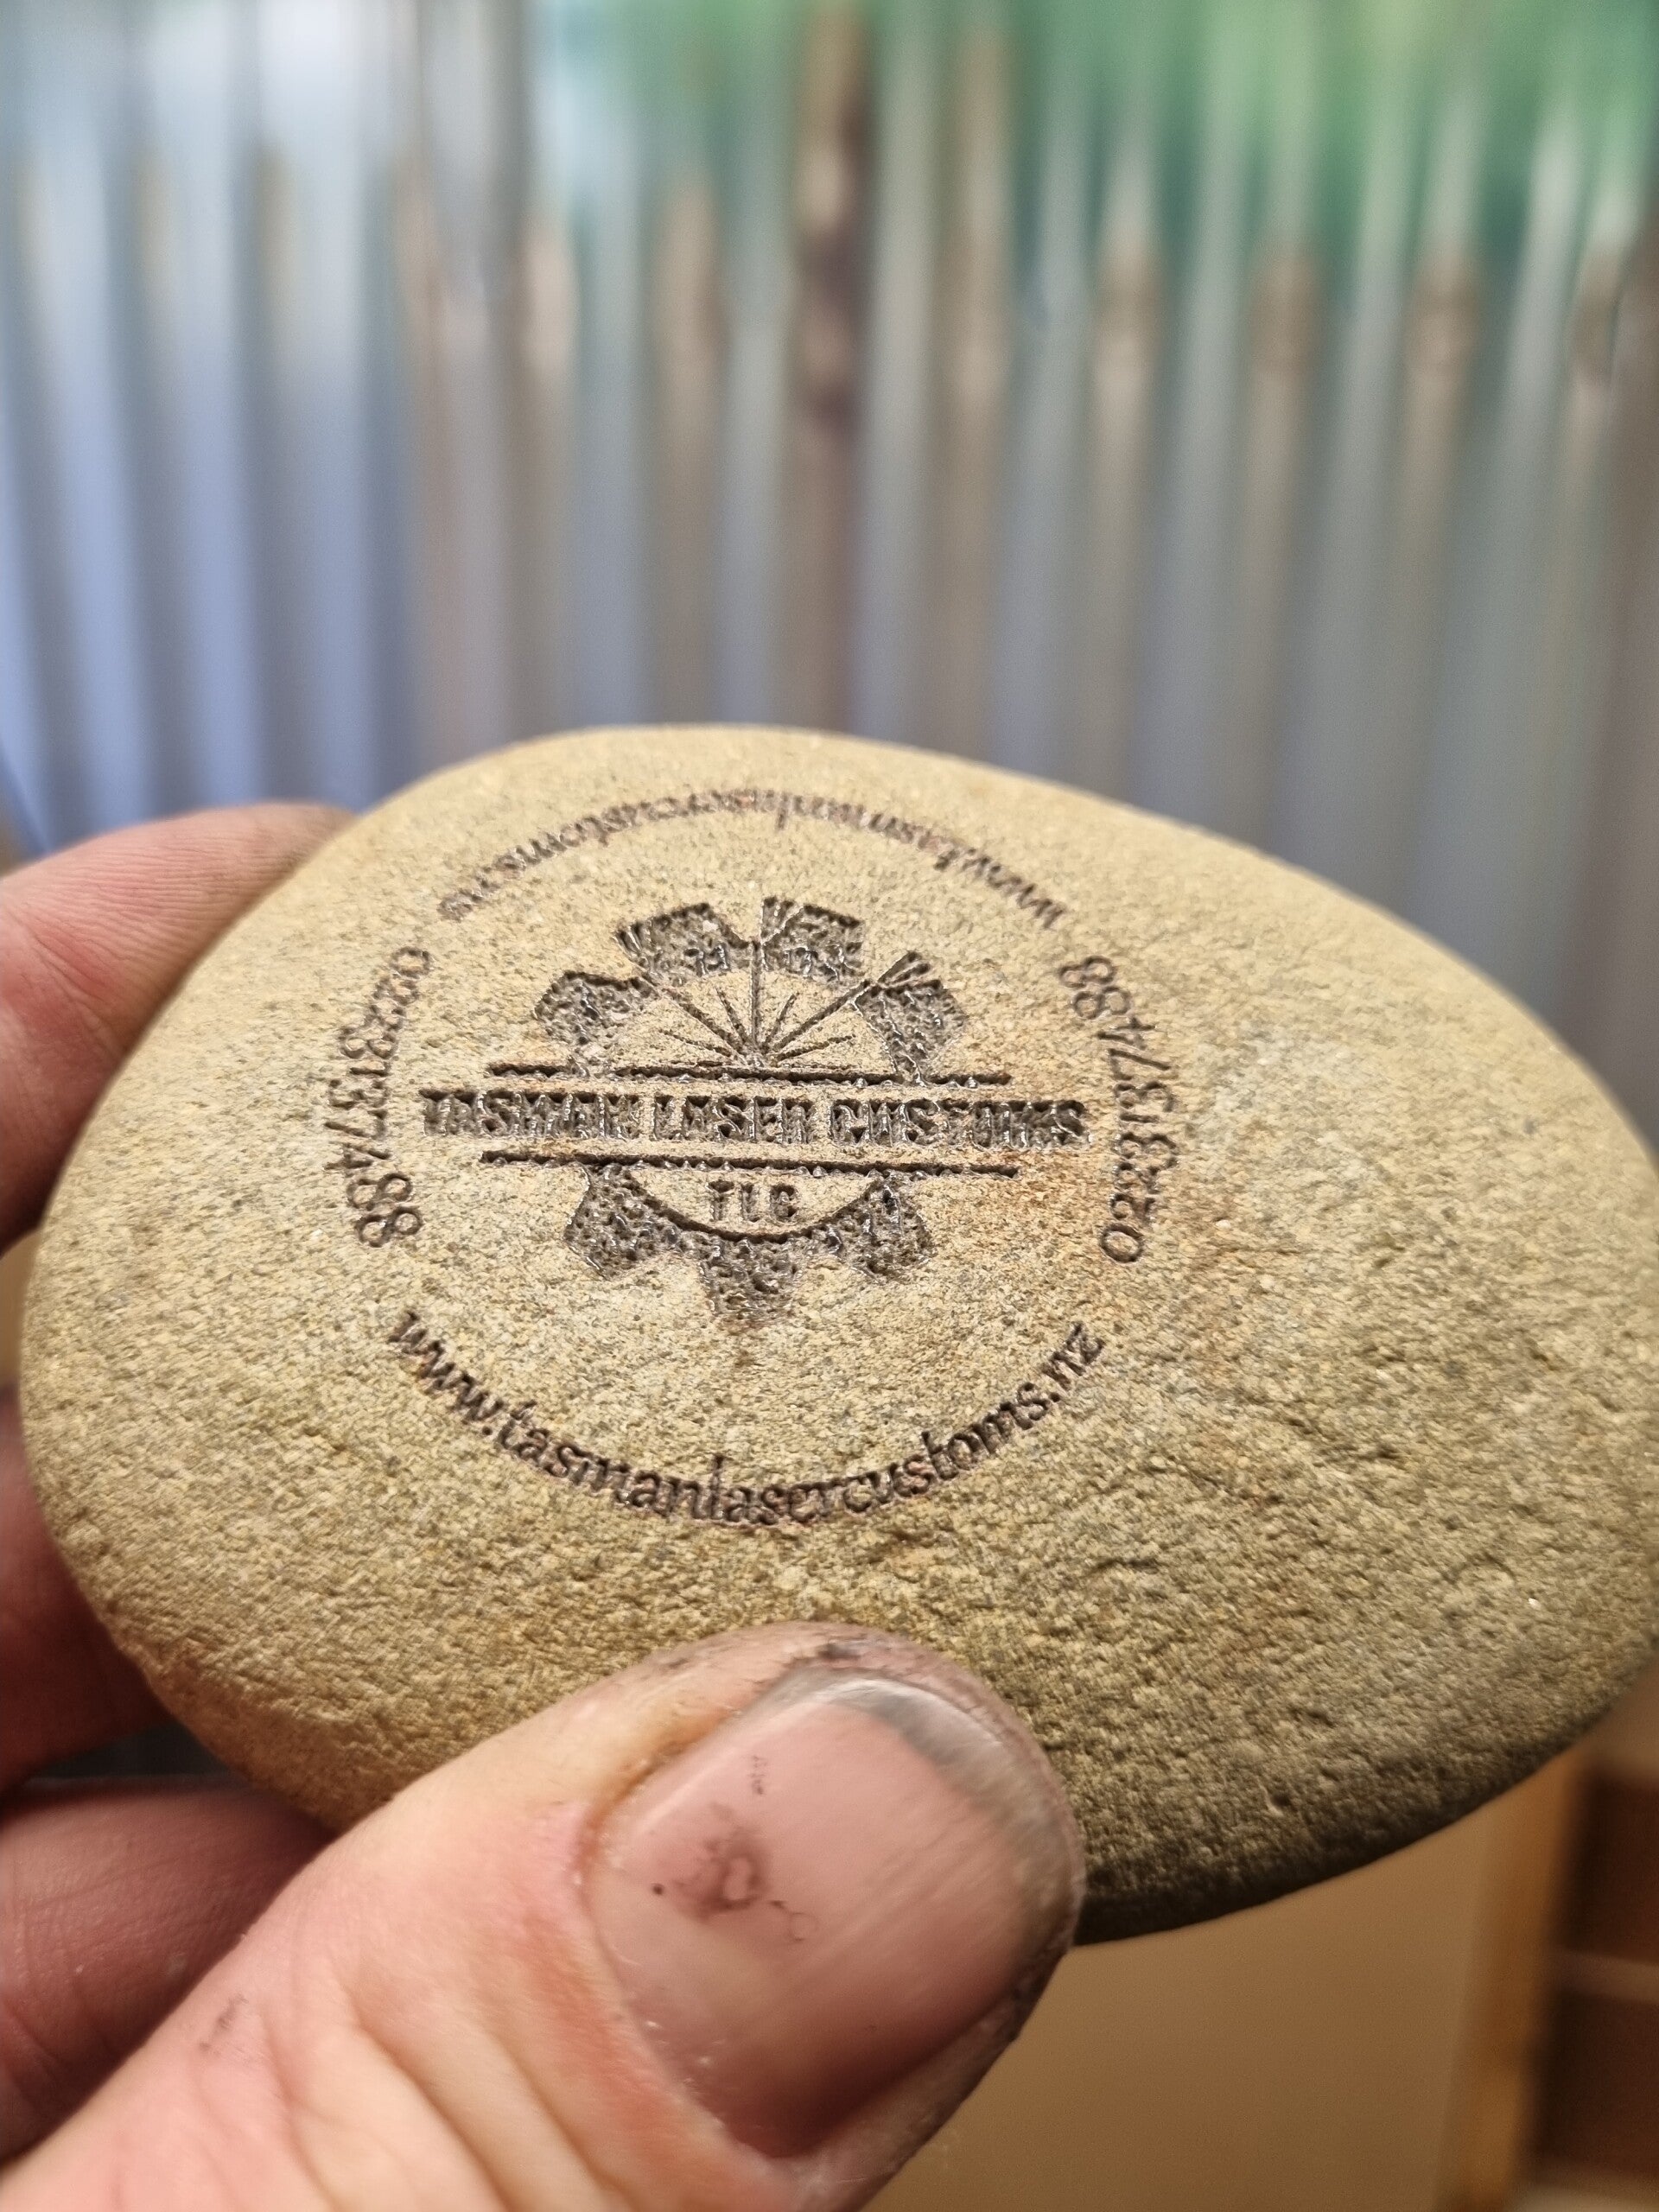 www.tasmanlasercustoms.nz
0223137488
0223137488
TASMAN LASER CUSTOMS
TLC
www.tasmanlasercustoms.nz